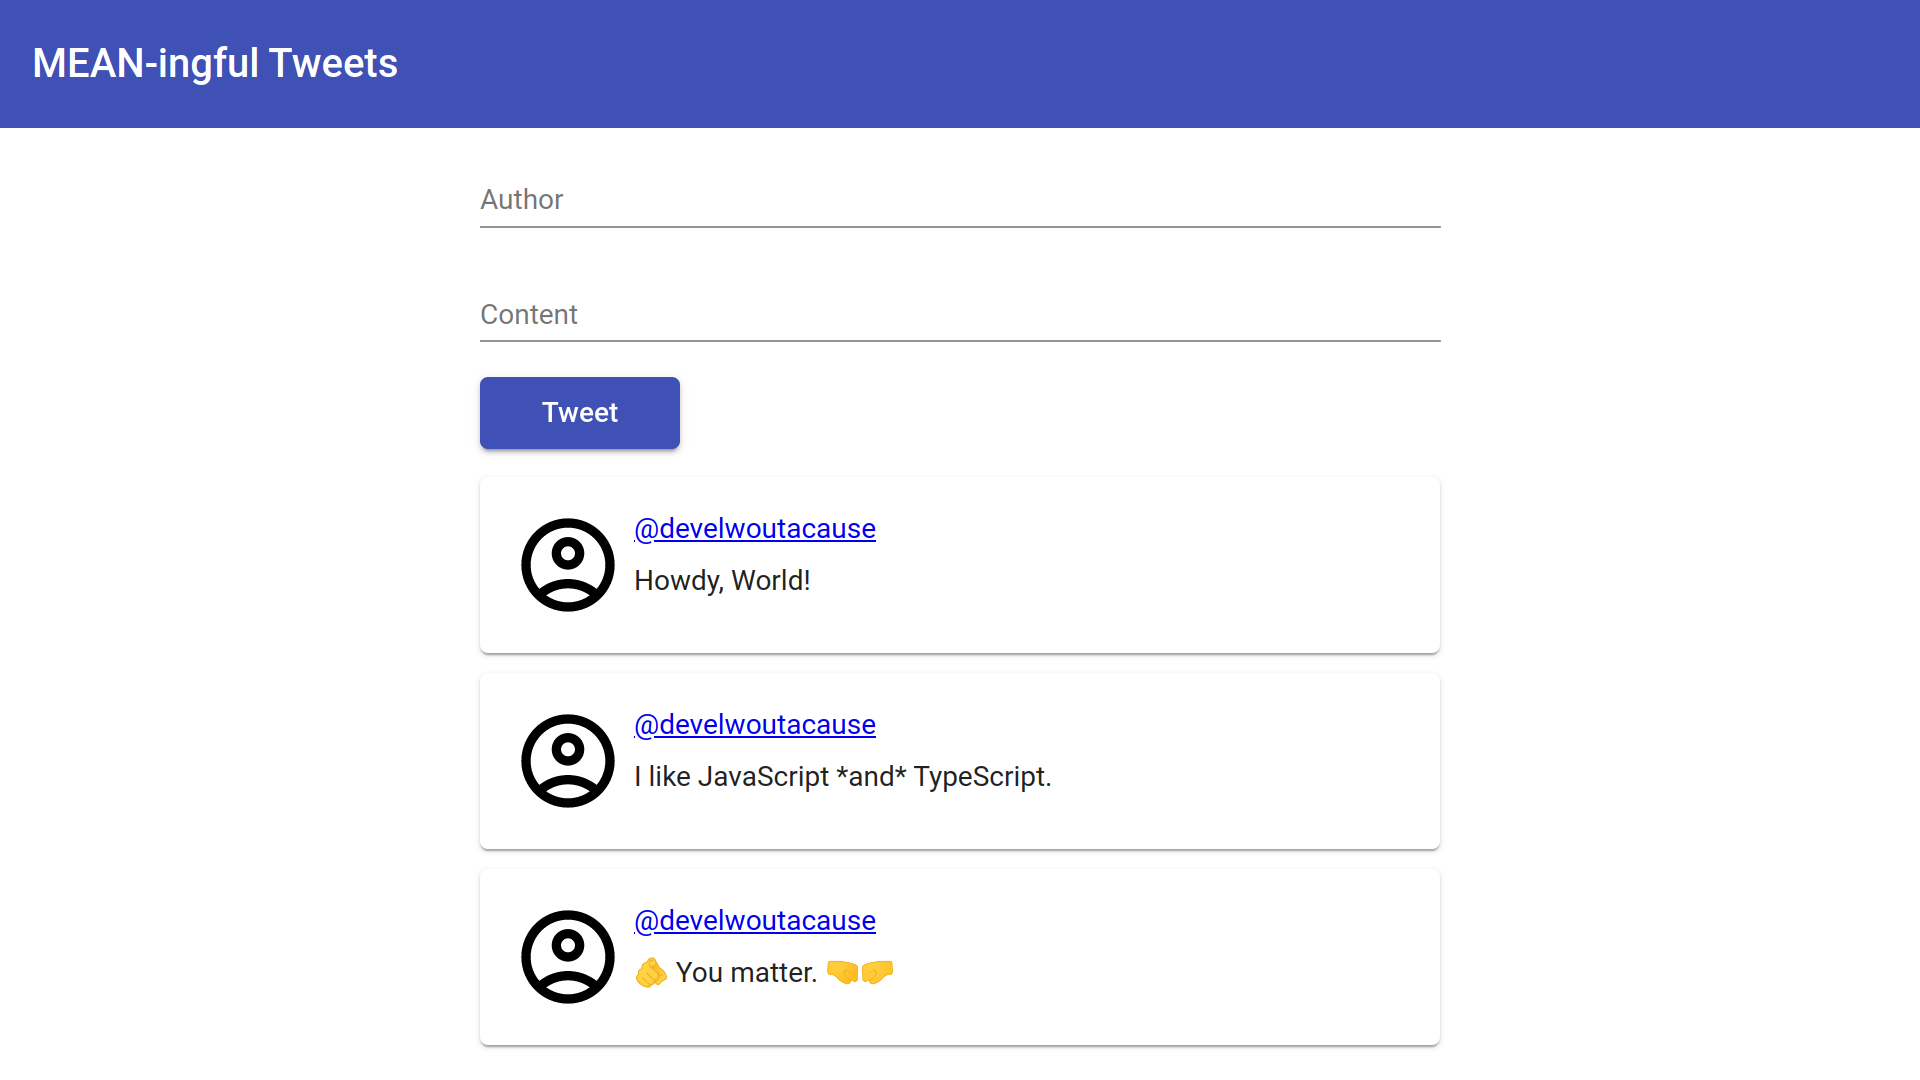 MEAN-ingful Tweets
Author
Content
Tweet
@develwoutacause
Howdy, World!
@develwoutacause
I like JavaScript *and* TypeScript.
@develwoutacause
🫵 You matter. 🤜🤛